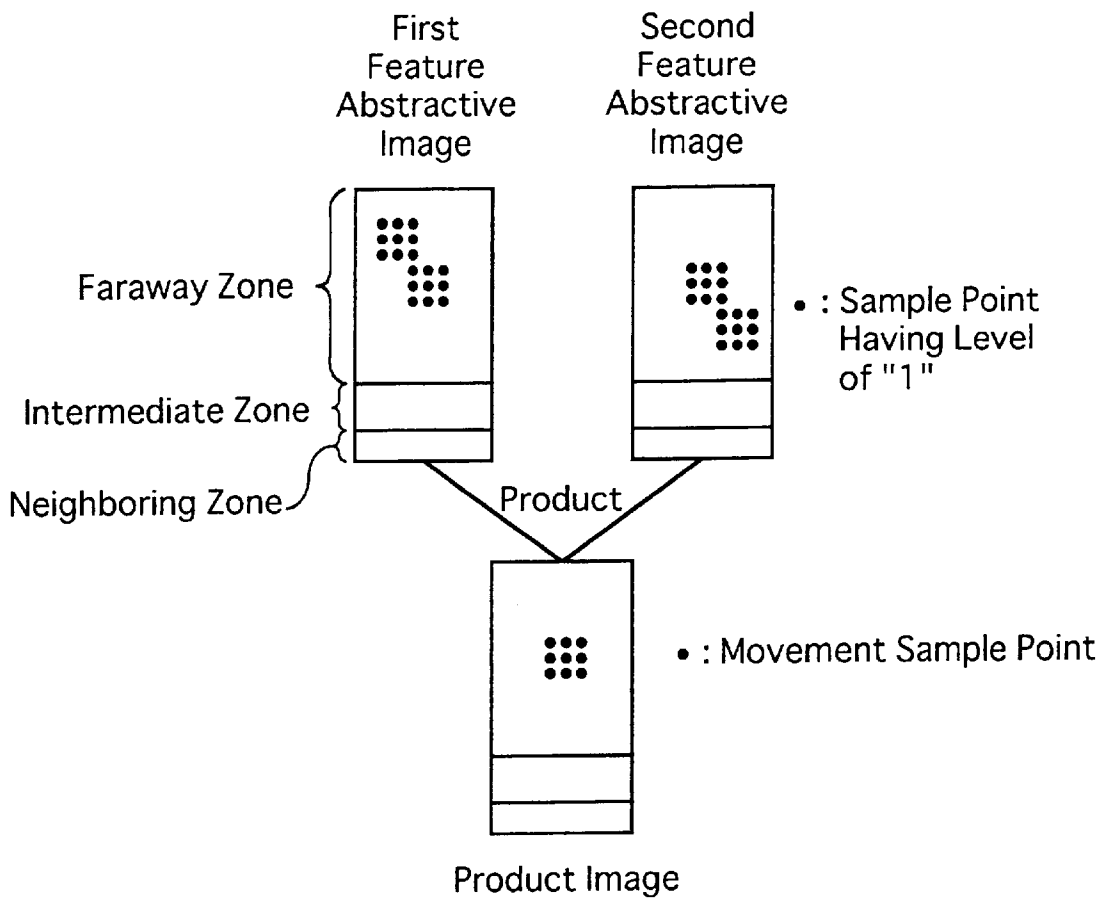 First
Feature
Abstractive
Image
Second
Feature
Abstractive
Image
Faraway Zone
• : Sample Point
Having Level
of "1"
Intermediate Zone
Neighboring Zone
Product
• : Movement Sample Point
Product Image